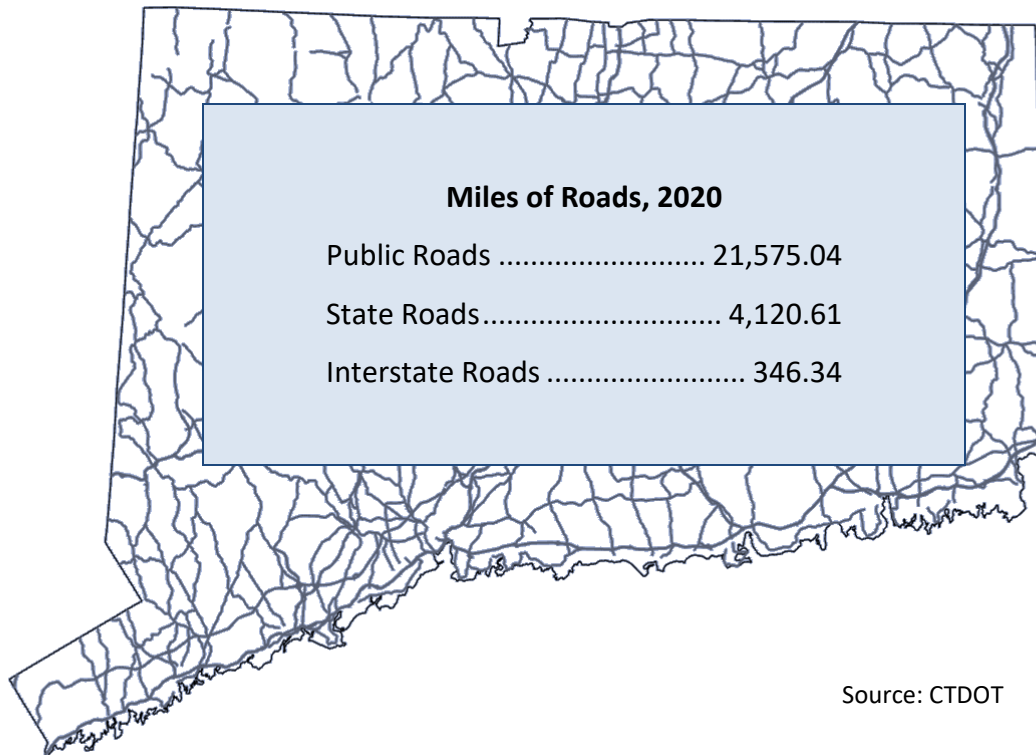 Miles of Roads, 2020
Public Roads .......................... 21,575.04
State Roads.............................. 4,120.61
Interstate Roads ......................... 346.34
Source: CTDOT